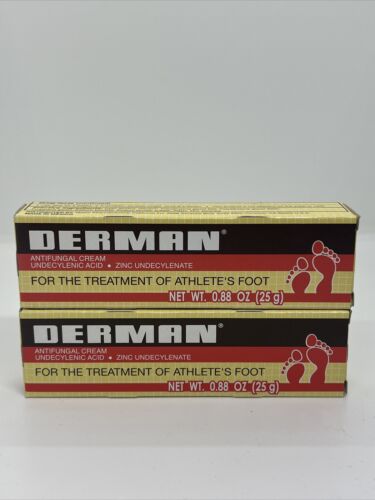 DERMAN®
ANTIFUNGAL CREAM
UNDECYLENIC ACID • ZINC UNDECYLENATE
FOR THE TREATMENT OF ATHLETE'S FOOT
NET WT. 0.88 OZ (25 g)
DERMAN®
ANTIFUNGAL CREAM
UNDECYLENIC ACID • ZINC UNDECYLENATE
FOR THE TREATMENT OF ATHLETE'S FOOT
NET WT. 0.88 OZ (25 g)